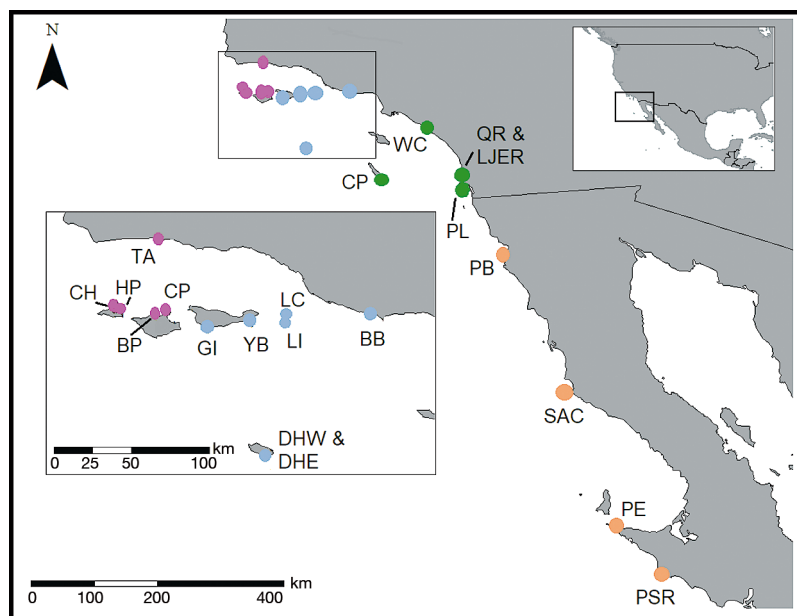 N
WC
QR &
LJER
CP
PL
PB
TA
CH
HP
CP
LC
BP
GI
YB
LI
BB
SAC
DHW &
DHE
km
0 25 50 100
PE
km
0 100 200 400
PSR